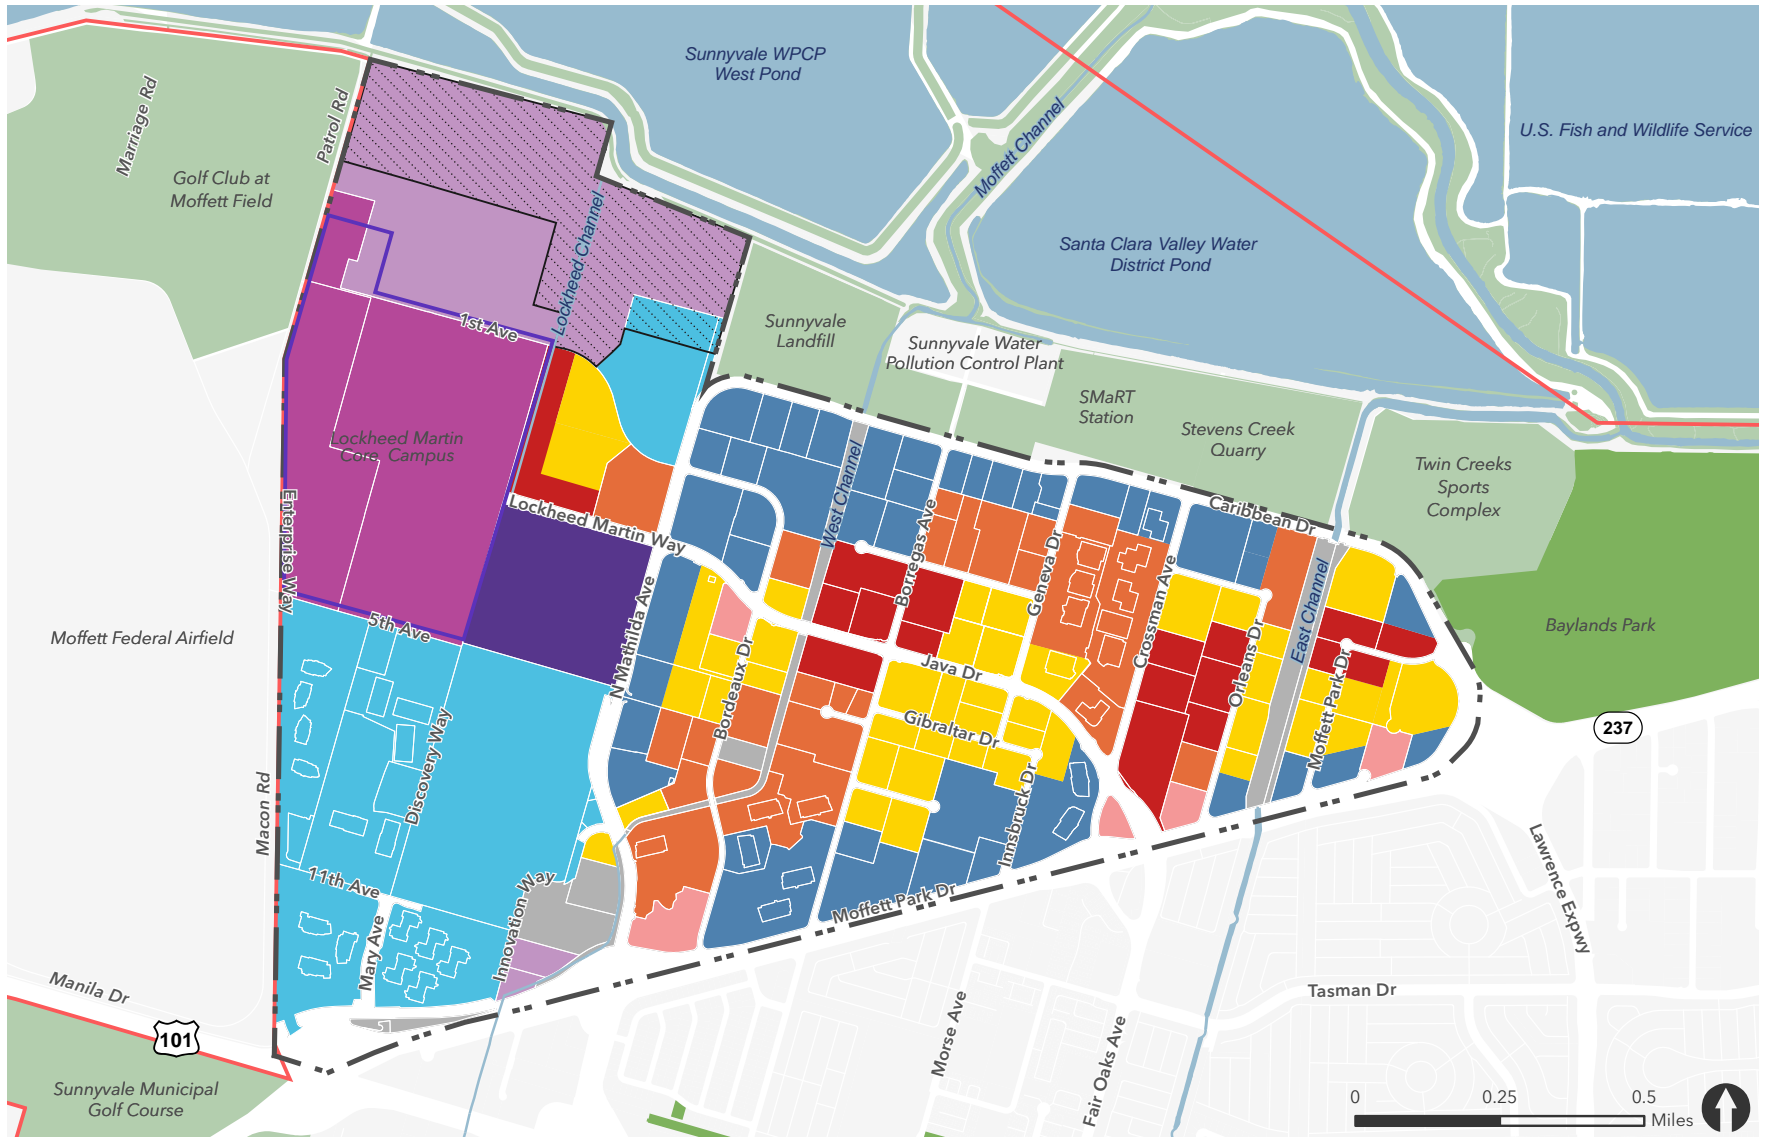 Sunnyvale WPCP
West Pond
Marriage Rd
Patrol Rd
Moffett Channel
U.S. Fish and Wildlife Service
Golf Club at
Moffett Field
Lockheed Channel
Santa Clara Valley Water
District Pond
1st Ave
Sunnyvale
Landfill
Sunnyvale Water
Pollution Control Plant
SMaRT
Station
Stevens Creek
Quarry
Twin Creeks
Sports
Complex
Lockheed Martin
Core Campus
West Channel
Caribbean Dr
Enterprise Way
Lockheed Martin Way
Borregas Ave
Geneva Dr
Crossman Ave
Orleans Dr
East Channel
Moffett Park Dr
Baylands Park
Moffett Federal Airfield
5th Ave
N Mathilda Ave
Bordeaux Dr
Java Dr
Gibraltar Dr
Innsbruck Dr
237
Macon Rd
Discovery Way
11th Ave
Mary Ave
Innovation Way
Moffett Park Dr
Lawrence Expwy
Manila Dr
101
Tasman Dr
Morse Ave
Fair Oaks Ave
Sunnyvale Municipal
Golf Course
0 0.25 0.5
Miles